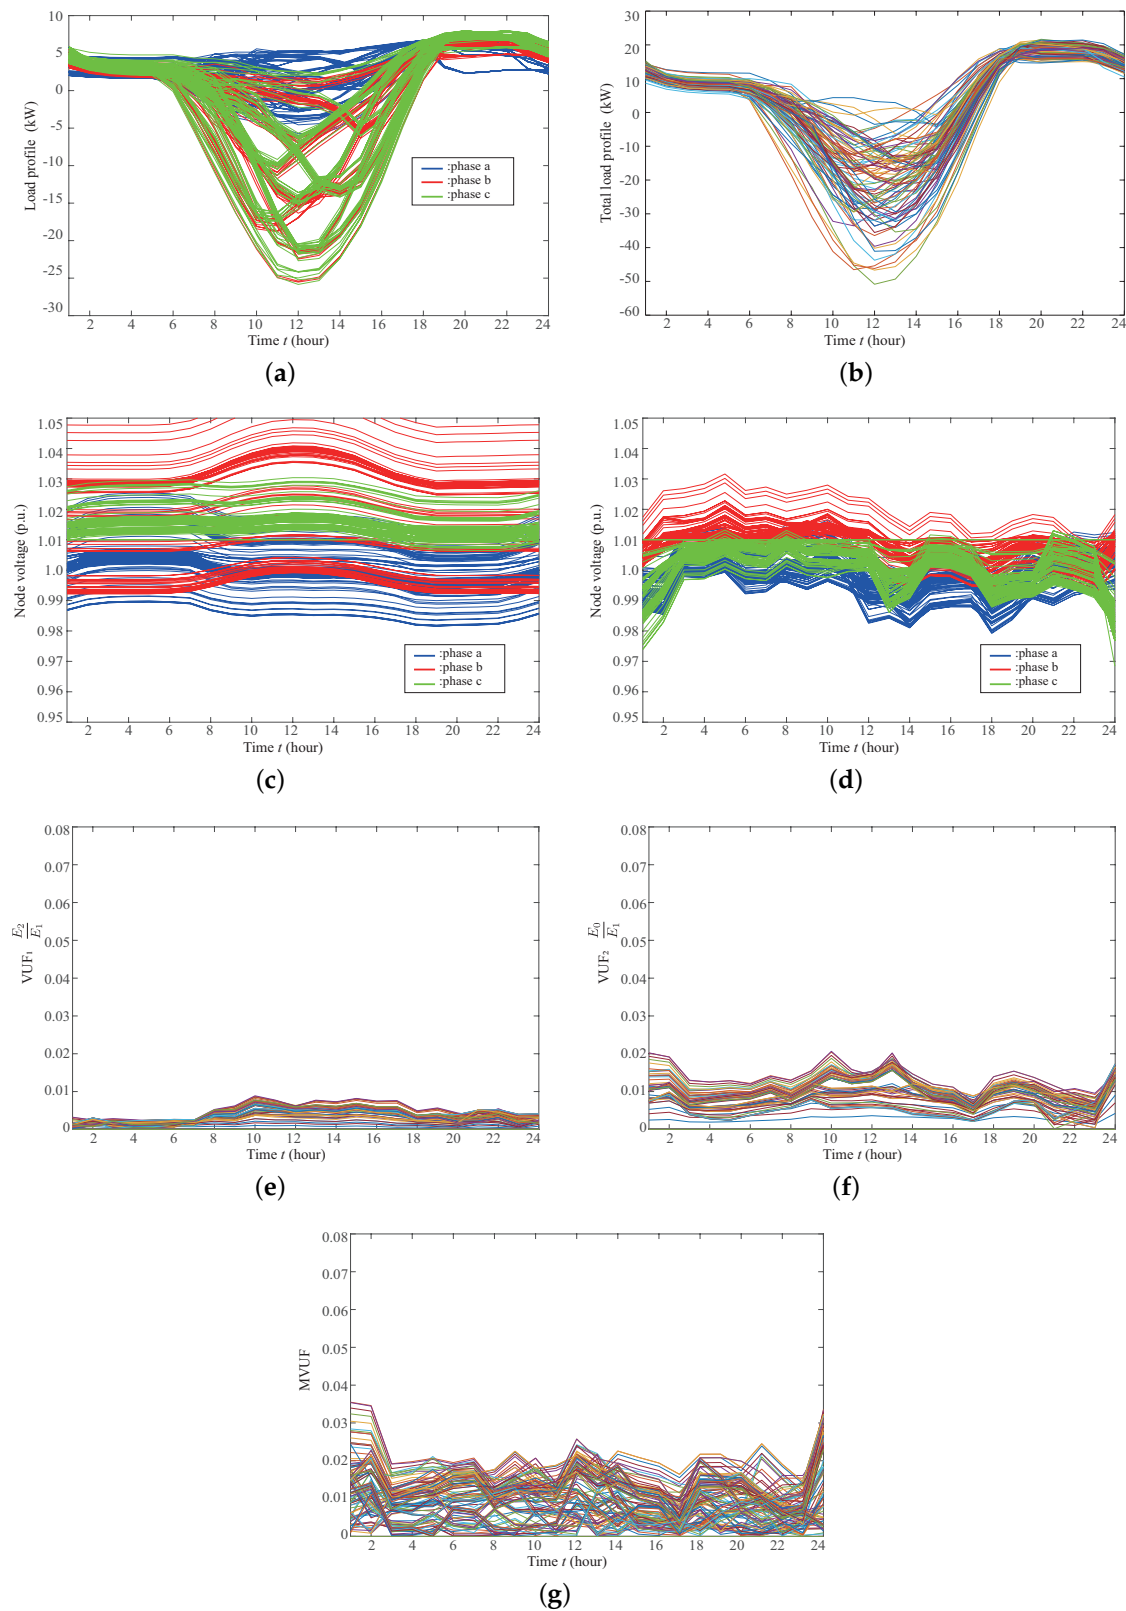 10
5
0
-5
-10
-15
-20
-25
-30
Load profile (kW)
:phase a
:phase b
:phase c
2 4 6 8 10 12 14 16 18 20 22 24
Time t (hour)
(a)
30
20
10
0
-10
-20
-30
-40
-50
-60
Total load profile (kW)
2 4 6 8 10 12 14 16 18 20 22 24
Time t (hour)
(b)
1.05
1.04
1.03
1.02
1.01
1.0
0.99
0.98
0.97
0.96
0.95
Node voltage (p.u.)
:phase a
:phase b
:phase c
2 4 6 8 10 12 14 16 18 20 22 24
Time t (hour)
(c)
1.05
1.04
1.03
1.02
1.01
1.0
0.99
0.98
0.97
0.96
0.95
Node voltage (p.u.)
:phase a
:phase b
:phase c
2 4 6 8 10 12 14 16 18 20 22 24
Time t (hour)
(d)
0.08
0.07
0.06
0.05
0.04
0.03
0.02
0.01
0
VUF₁ E₂/E₁
2 4 6 8 10 12 14 16 18 20 22 24
Time t (hour)
(e)
0.08
0.07
0.06
0.05
0.04
0.03
0.02
0.01
0
VUF₂ E₀/E₁
2 4 6 8 10 12 14 16 18 20 22 24
Time t (hour)
(f)
0.08
0.07
0.06
0.05
0.04
0.03
0.02
0.01
0
MVUF
2 4 6 8 10 12 14 16 18 20 22 24
Time t (hour)
(g)